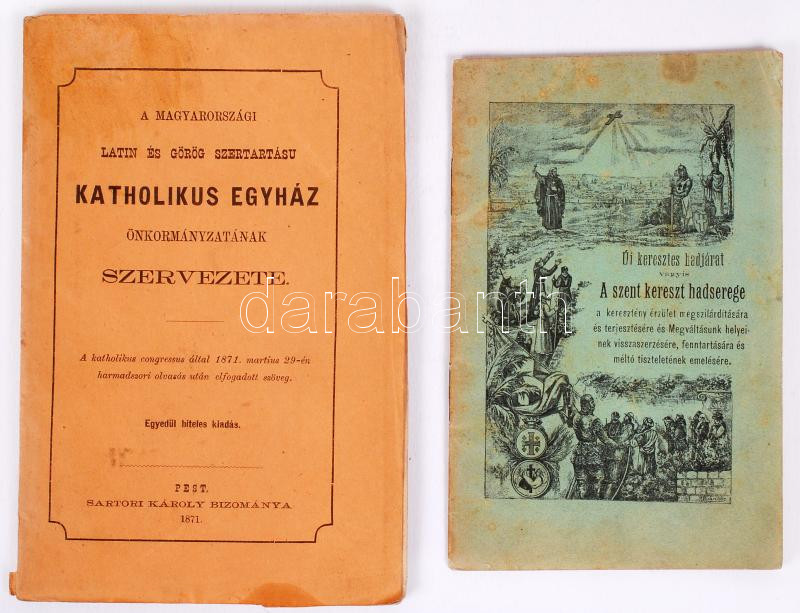 A MAGYARORSZÁGI
LATIN ÉS GÖRÖG SZERTARTÁSU
KATHOLIKUS EGYHÁZ
ÖNKORMÁNYZATÁNAK
SZERVEZETE.
A katholikus congressus által 1871. martius 29-én
harmadszori olvasás után elfogadott szöveg.
Egyedül hiteles kiadás.
PEST.
SARTORI KÁROLY BIZOMÁNYA
1871.
Új keresztes hadjárat
vagyis
A szent kereszt hadserege
a keresztény érzület megszilárdítására
és terjesztésére és Megváltásunk helyei-
nek visszaszerzésére, fenntartására és
méltó tiszteletének emelésére.
darabanth